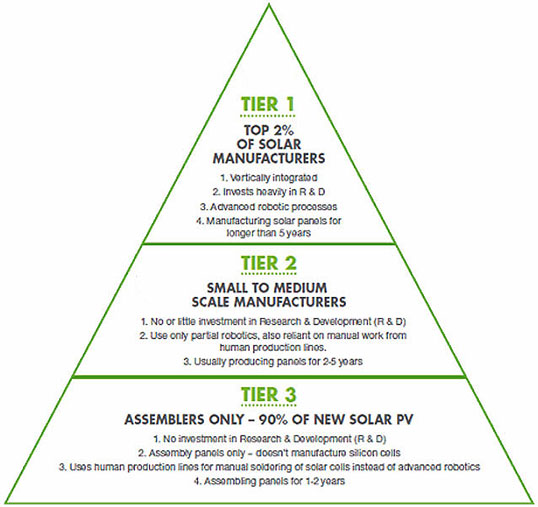 TIER 1
TOP 2%
OF SOLAR
MANUFACTURERS
1. Vertically integrated
2. Invests heavily in R & D
3. Advanced robotic processes
4. Manufacturing solar panels for
longer than 5 years
TIER 2
SMALL TO MEDIUM
SCALE MANUFACTURERS
1. No or little investment in Research & Development (R & D)
2. Use only partial robotics, also reliant on manual work from
human production lines.
3. Usually producing panels for 2-5 years
TIER 3
ASSEMBLERS ONLY – 90% OF NEW SOLAR PV
1. No investment in Research & Development (R & D)
2. Assembly panels only – doesn't manufacture silicon cells
3. Uses human production lines for manual soldering of solar cells instead of advanced robotics
4. Assembling panels for 1-2 years